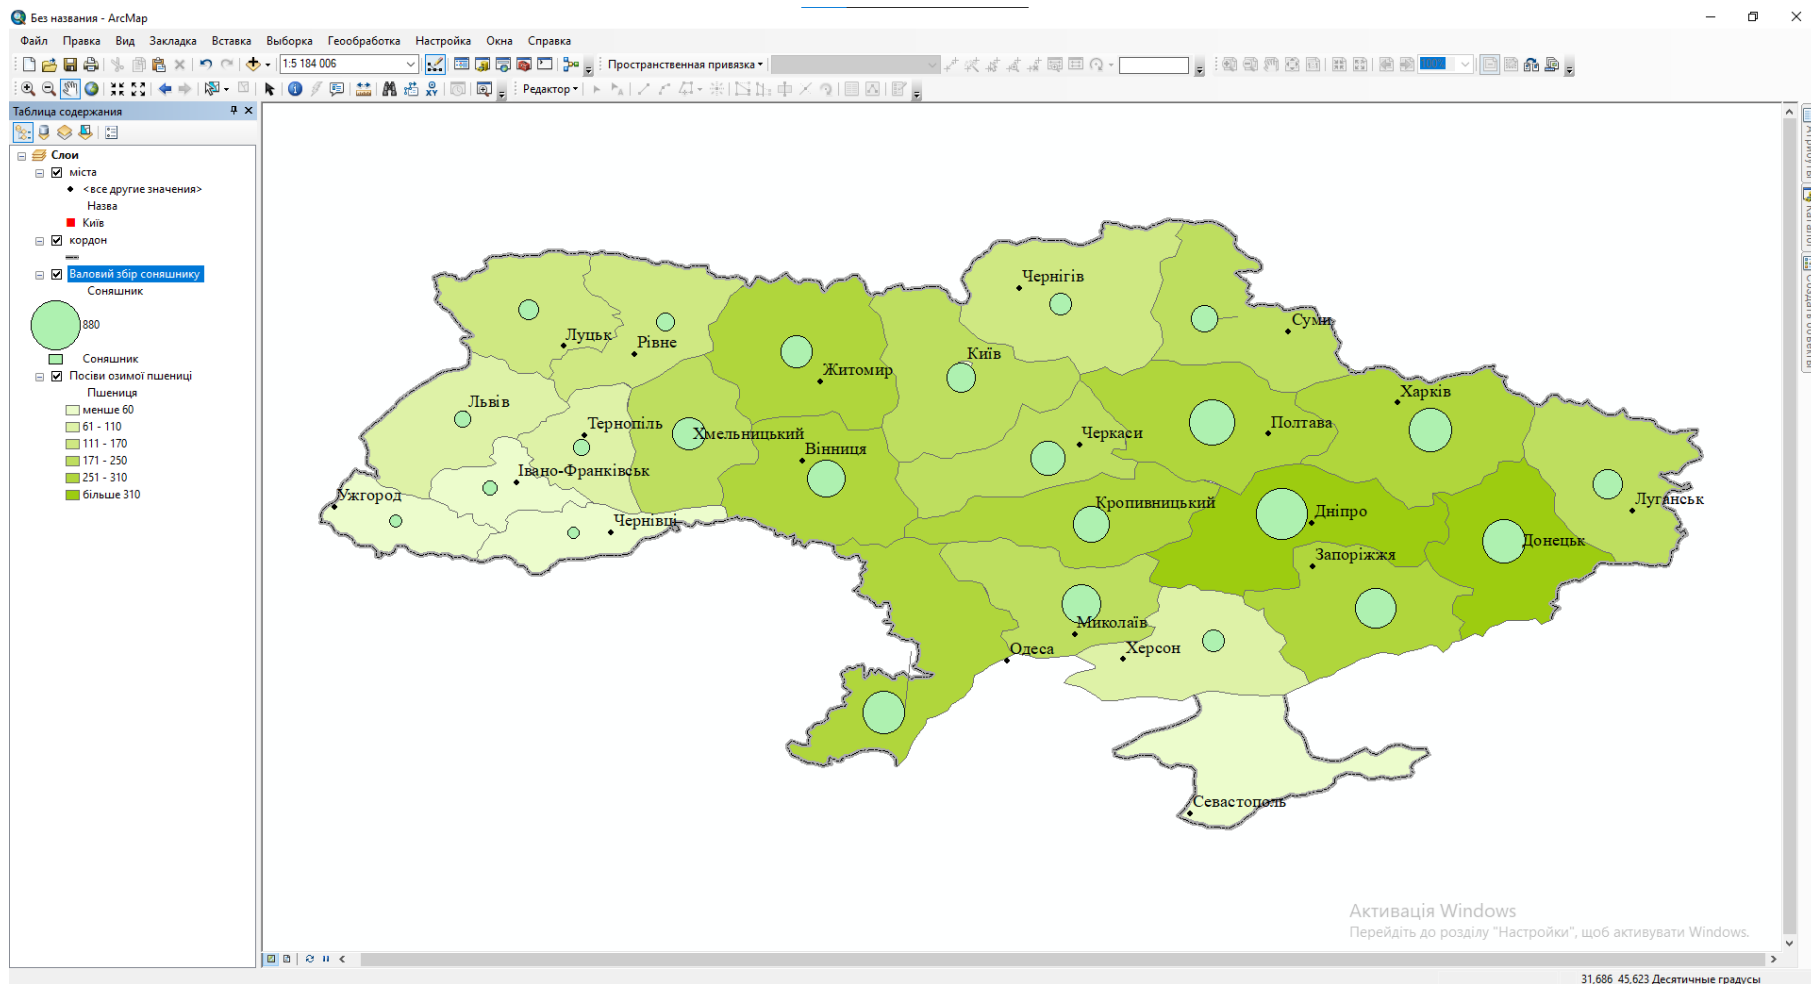 Без названия - ArcMap
Файл Правка Вид Закладка Вставка Выборка Геообработка Настройка Окна Справка
1:5 184 006
Пространственная привязка
Редактор
Таблица содержания
Слои
міста
<все другие значения>
Назва
Київ
кордон
Валовий збір соняшнику
Соняшник
880
Соняшник
Посіви озимої пшениці
Пшениця
менше 60
61 - 110
111 - 170
171 - 250
251 - 310
більше 310
Чернігів
Суми
Луцьк
Рівне
Київ
Житомир
Харків
Львів
Тернопіль
Хмельницький
Вінниця
Черкаси
Полтава
Івано-Франківськ
Ужгород
Чернівці
Кропивницький
Дніпро
Луганськ
Донецьк
Запоріжжя
Миколаїв
Одеса
Херсон
Севастополь
Активація Windows
Перейдіть до розділу "Настройки", щоб активувати Windows.
31,686 45,623 Десятичные градусы